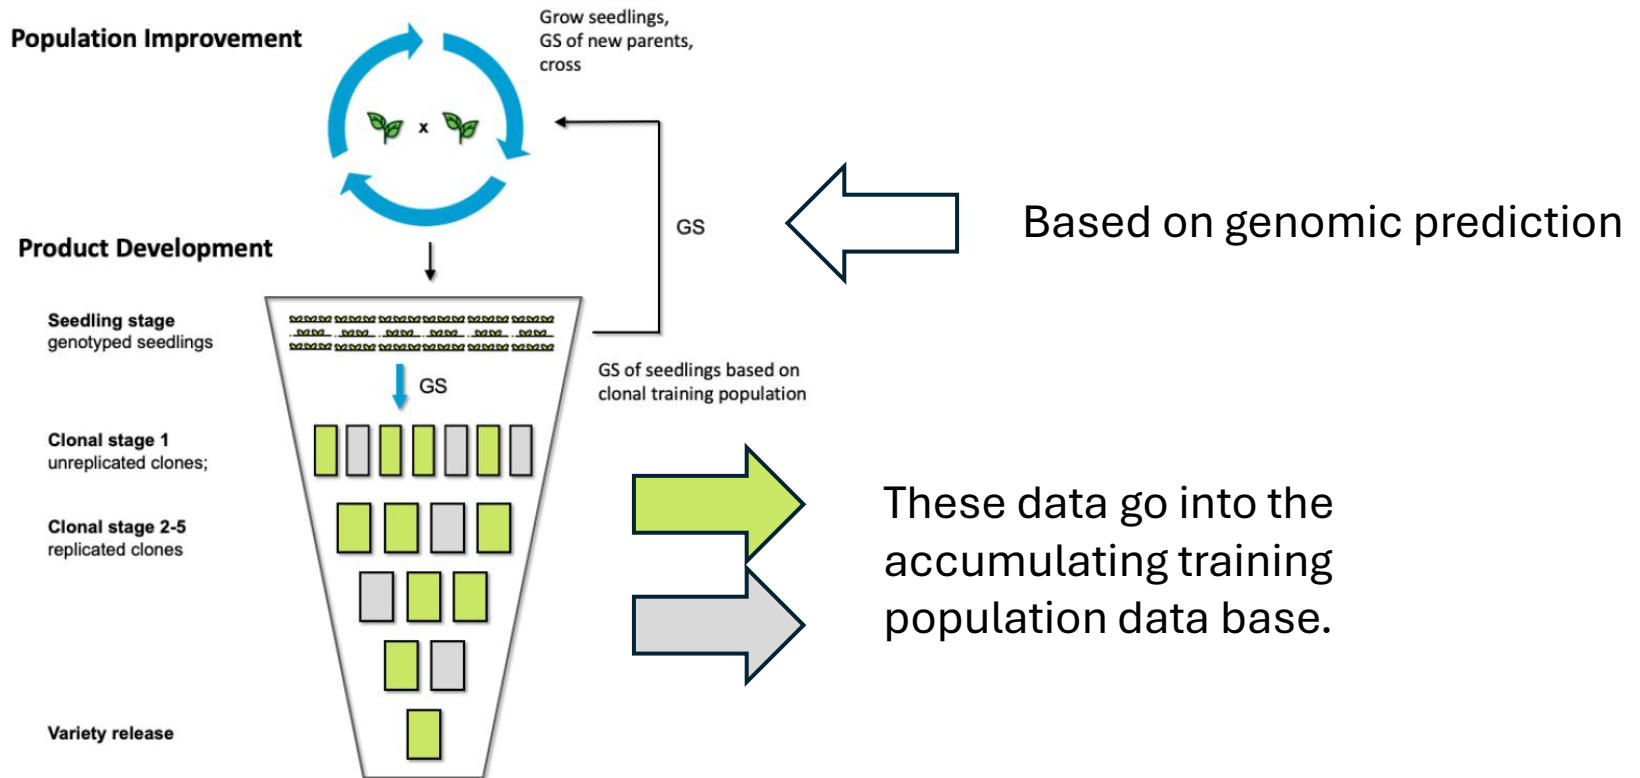 Population Improvement
Grow seedlings,
GS of new parents,
cross
x
GS
Based on genomic prediction
Product Development
Seedling stage
genotyped seedlings
GS
GS of seedlings based on
clonal training population
Clonal stage 1
unreplicated clones;
Clonal stage 2-5
replicated clones
These data go into the
accumulating training
population data base.
Variety release